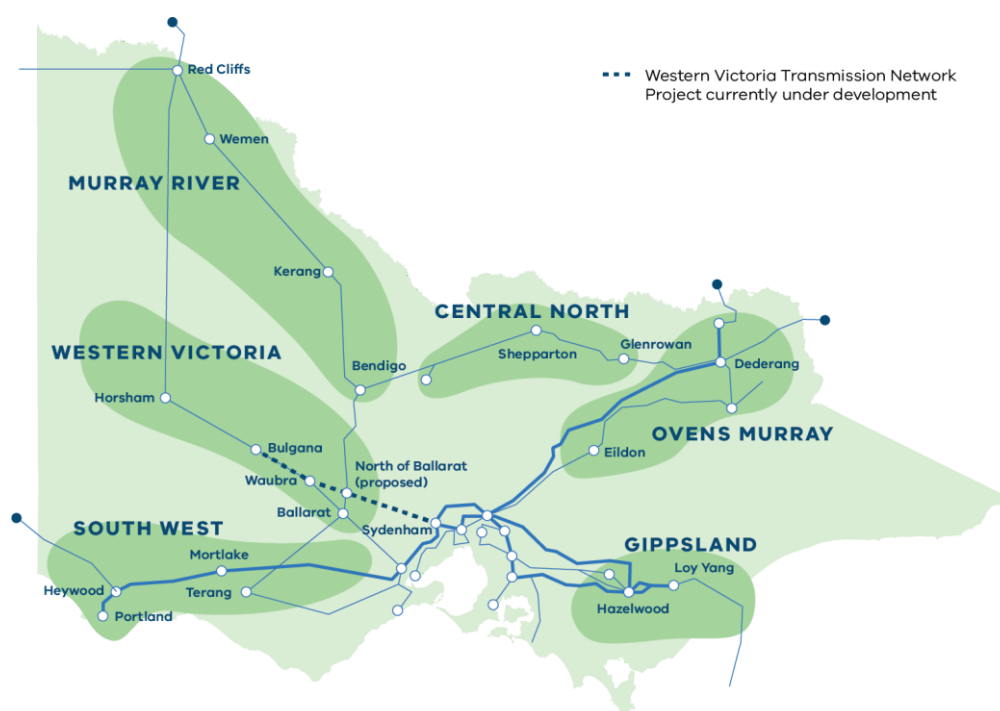 Red Cliffs
Western Victoria Transmission Network
Project currently under development
Wemen
MURRAY RIVER
Kerang
CENTRAL NORTH
WESTERN VICTORIA
Shepparton
Glenrowan
Bendigo
Dederang
Horsham
OVENS MURRAY
Bulgana
Eildon
North of Ballarat
(proposed)
Waubra
Ballarat
Sydenham
SOUTH WEST
GIPPSLAND
Mortlake
Loy Yang
Heywood
Terang
Hazelwood
Portland